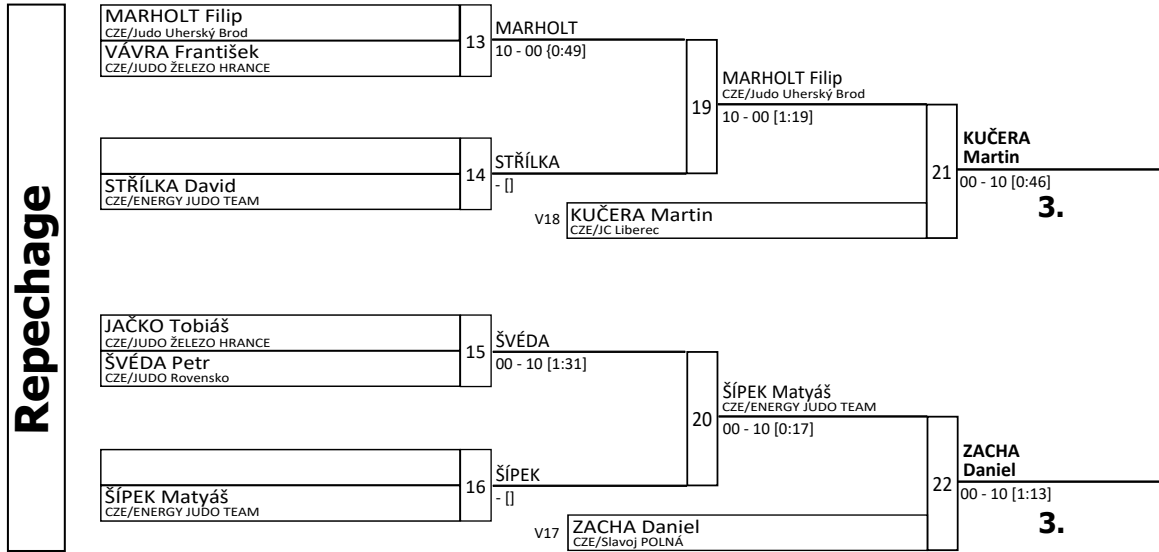 Repechage
MARHOLT Filip
CZE/Judo Uherský Brod
VÁVRA František
CZE/JUDO ŽELEZO HRANCE
13
MARHOLT
10 - 00 {0:49]
STŘÍLKA David
CZE/ENERGY JUDO TEAM
14
STŘÍLKA
- []
19
MARHOLT Filip
CZE/Judo Uherský Brod
10 - 00 [1:19]
V18
KUČERA Martin
CZE/JC Liberec
21
KUČERA
Martin
00 - 10 [0:46]
3.
JAČKO Tobiáš
CZE/JUDO ŽELEZO HRANCE
ŠVÉDA Petr
CZE/JUDO Rovensko
15
ŠVÉDA
00 - 10 [1:31]
ŠÍPEK Matyáš
CZE/ENERGY JUDO TEAM
16
ŠÍPEK
- []
20
ŠÍPEK Matyáš
CZE/ENERGY JUDO TEAM
00 - 10 [0:17]
V17
ZACHA Daniel
CZE/Slavoj POLNÁ
22
ZACHA
Daniel
00 - 10 [1:13]
3.